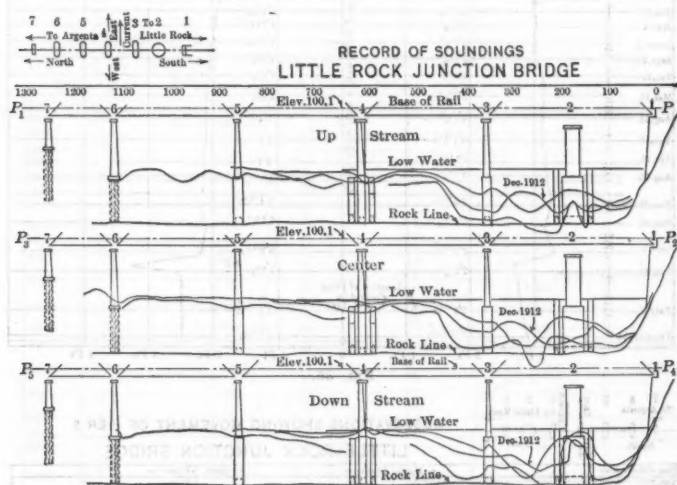 7 6 5 4 3 To 2 1
To Argenta East Current Little Rock
North West South
RECORD OF SOUNDINGS
LITTLE ROCK JUNCTION BRIDGE
1300 1200 1100 1000 900 800 700 600 500 400 300 200 100 0
Elev. 100.1 Base of Rail
P1 7 6 5 4 3 2 1 P
Up Stream
Low Water
Dec. 1912
Rock Line
Elev. 100.1
P3 7 6 5 4 3 2 1 P2
Center
Low Water
Dec. 1912
Rock Line
Elev. 100.1 Base of Rail
P5 7 6 5 4 3 2 1 P4
Down Stream
Low Water
Dec. 1912
Rock Line